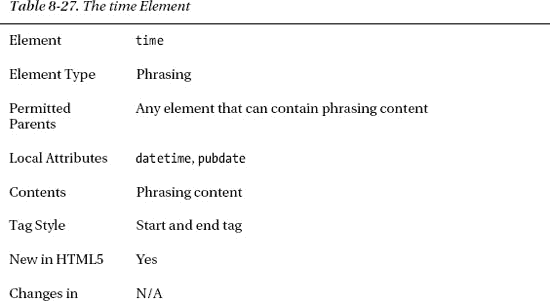 Table 8-27. The time Element
Element time
Element Type Phrasing
Permitted Any element that can contain phrasing content
Parents
Local Attributes datetime, pubdate
Contents Phrasing content
Tag Style Start and end tag
New in HTML5 Yes
Changes in N/A